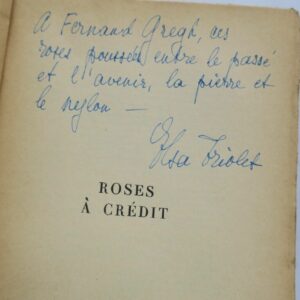 A Fernand Gregh, ces
roses poussées entre le passé
et l'avenir, la pierre et
le nylon —
Elsa Triolet
ROSES
À CRÉDIT